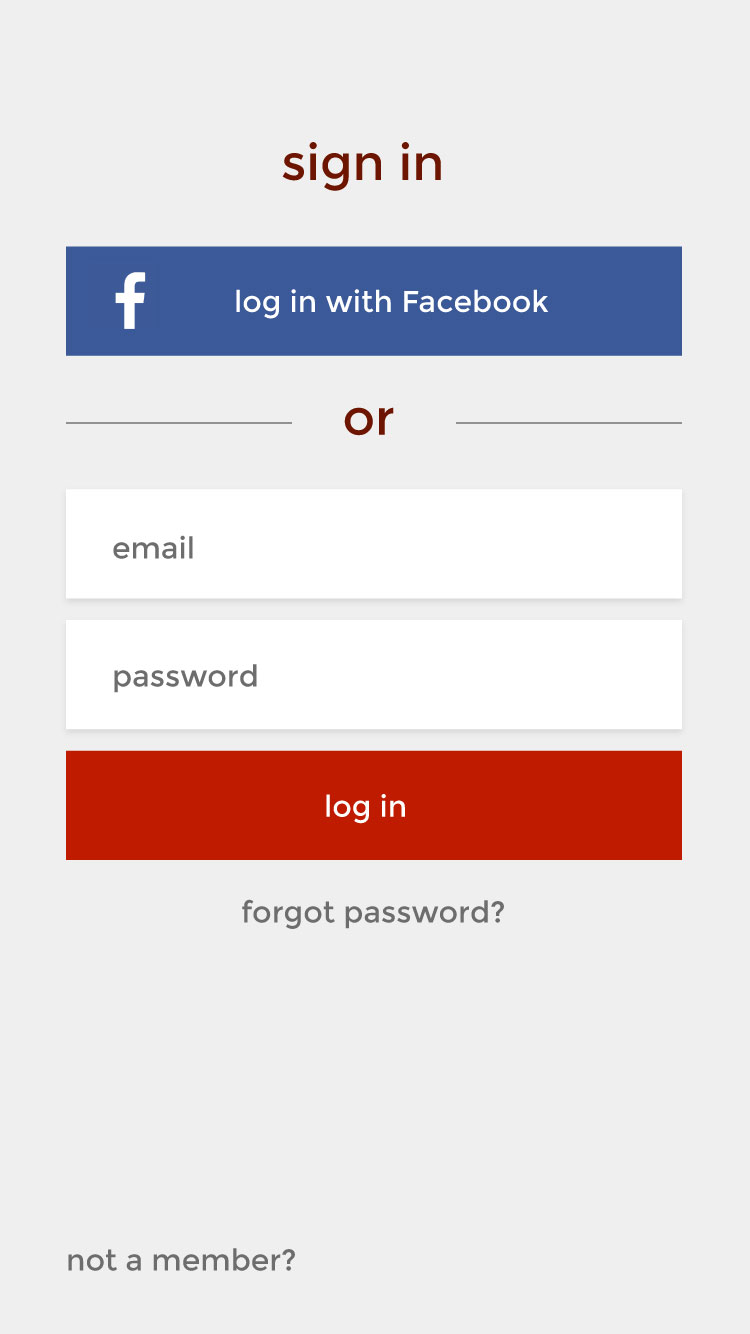 sign in
log in with Facebook
or
email
password
log in
forgot password?
not a member?